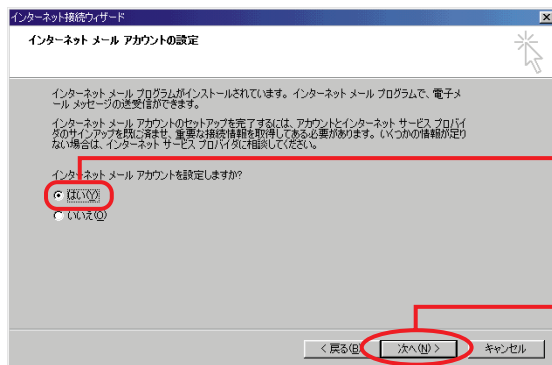 インターネット接続ウィザード
インターネット メール アカウントの設定
インターネット メール プログラムがインストールされています。インターネット メール プログラムで、電子メ
ール メッセージの送受信ができます。
インターネット メール アカウントのセットアップを完了するには、アカウントとインターネット サービス プロバイ
ダのサインアップを既に済ませ、重要な接続情報を取得してある必要があります。いくつかの情報が足り
ない場合は、インターネット サービス プロバイダに相談してください。
インターネット メール アカウントを設定しますか?
はい(Y)
いいえ(O)
< 戻る(B)
次へ(N) >
キャンセル